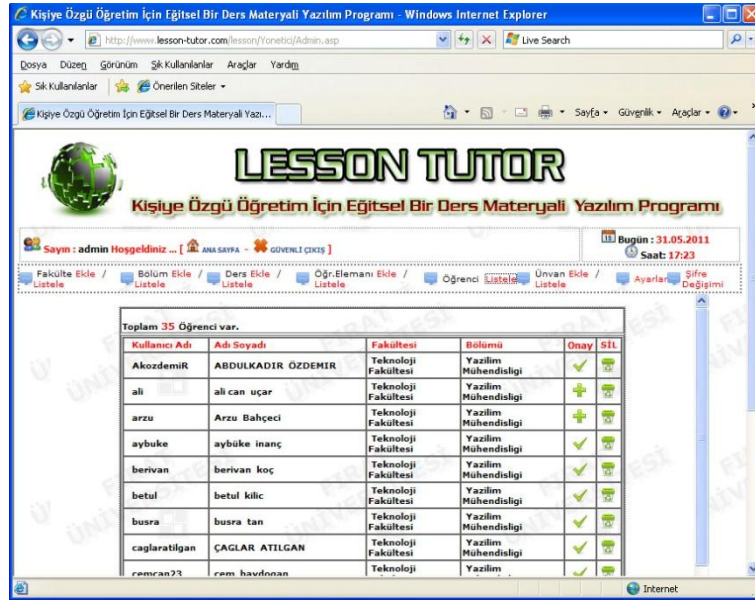 Kişiye Özgü Öğretim İçin Eğitsel Bir Ders Materyali Yazılım Programı - Windows Internet Explorer
http://www.lesson-tutor.com/lesson/Yonetici/Admin.asp
Live Search
Dosya Düzen Görünüm Sık Kullanılanlar Araçlar Yardım
Sık Kullanılanlar Önerilen Siteler
Kişiye Özgü Öğretim İçin Eğitsel Bir Ders Materyali Yazı...
Sayfa Güvenlik Araçlar
LESSON TUTOR
Kişiye Özgü Öğretim İçin Eğitsel Bir Ders Materyali Yazılım Programı
Sayın : admin Hoşgeldiniz ... [ ANA SAYFA - GÜVENLİ ÇIKIŞ ]
Bugün : 31.05.2011
Saat: 17:23
Fakülte Ekle / Listele
Bölüm Ekle / Listele
Ders Ekle / Listele
Öğr.Elemanı Ekle / Listele
Öğrenci Listele
Ünvan Ekle / Listele
Ayarlar
Şifre Değişimi
Toplam 35 Öğrenci var.
Kullanıcı Adı Adı Soyadı Fakültesi Bölümü Onay SİL
AkozdemiR ABDULKADIR ÖZDEMIR Teknoloji Fakültesi Yazilim Mühendisligi
ali ali can uçar Teknoloji Fakültesi Yazilim Mühendisligi
arzu Arzu Bahçeci Teknoloji Fakültesi Yazilim Mühendisligi
aybuke aybüke inanç Teknoloji Fakültesi Yazilim Mühendisligi
berivan berivan koç Teknoloji Fakültesi Yazilim Mühendisligi
betul betul kilic Teknoloji Fakültesi Yazilim Mühendisligi
busra busra tan Teknoloji Fakültesi Yazilim Mühendisligi
caglaratilgan ÇAGLAR ATILGAN Teknoloji Fakültesi Yazilim Mühendisligi
cemcan23 cem haydogan Teknoloji Yazilim
FIRAT ÜNİVERSİTESİ
Internet